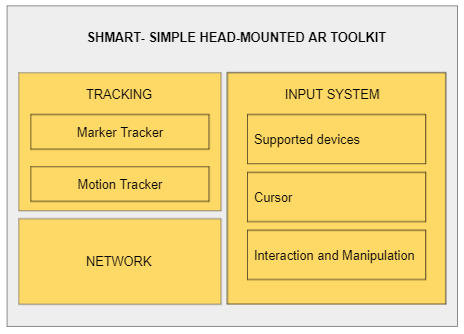 SHMART- SIMPLE HEAD-MOUNTED AR TOOLKIT
TRACKING
Marker Tracker
Motion Tracker
NETWORK
INPUT SYSTEM
Supported devices
Cursor
Interaction and Manipulation